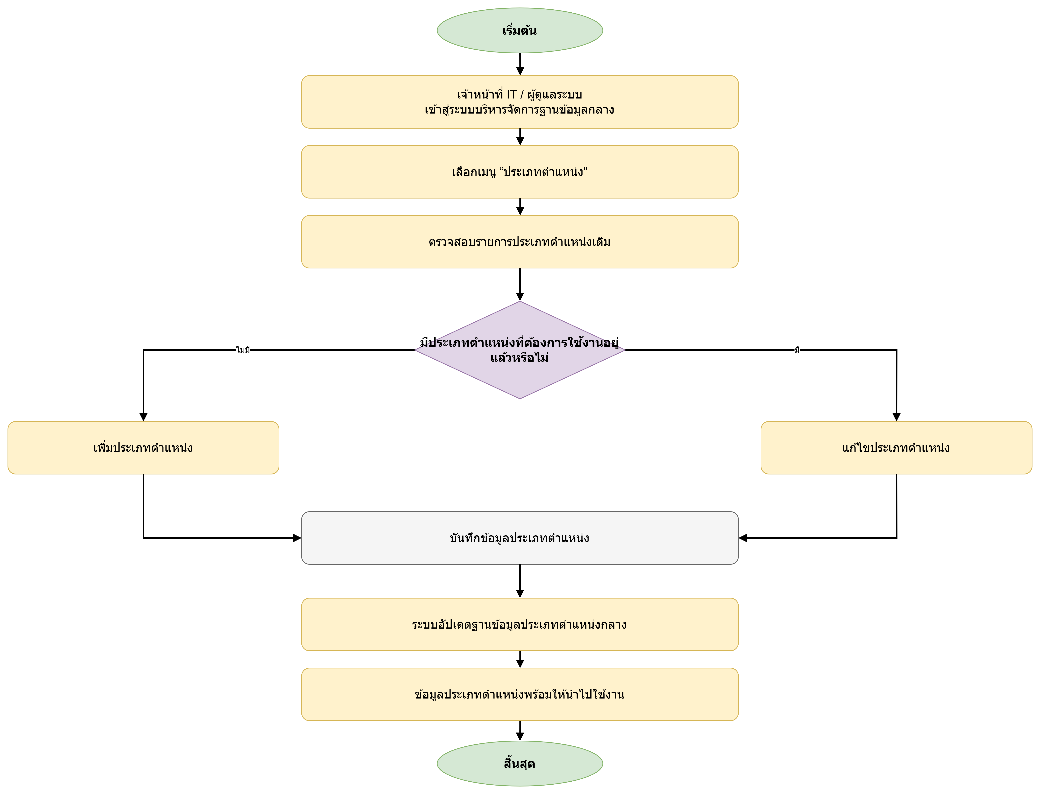 เริ่มต้น
เจ้าหน้าที่ IT / ผู้ดูแลระบบ
เข้าสู่ระบบบริหารจัดการฐานข้อมูลกลาง
เลือกเมนู "ประเภทตำแหน่ง"
ตรวจสอบรายการประเภทตำแหน่งเดิม
มีประเภทตำแหน่งที่ต้องการใช้งานอยู่
แล้วหรือไม่
ไม่มี
มี
เพิ่มประเภทตำแหน่ง
แก้ไขประเภทตำแหน่ง
บันทึกข้อมูลประเภทตำแหน่ง
ระบบอัปเดตฐานข้อมูลประเภทตำแหน่งกลาง
ข้อมูลประเภทตำแหน่งพร้อมให้นำไปใช้งาน
สิ้นสุด